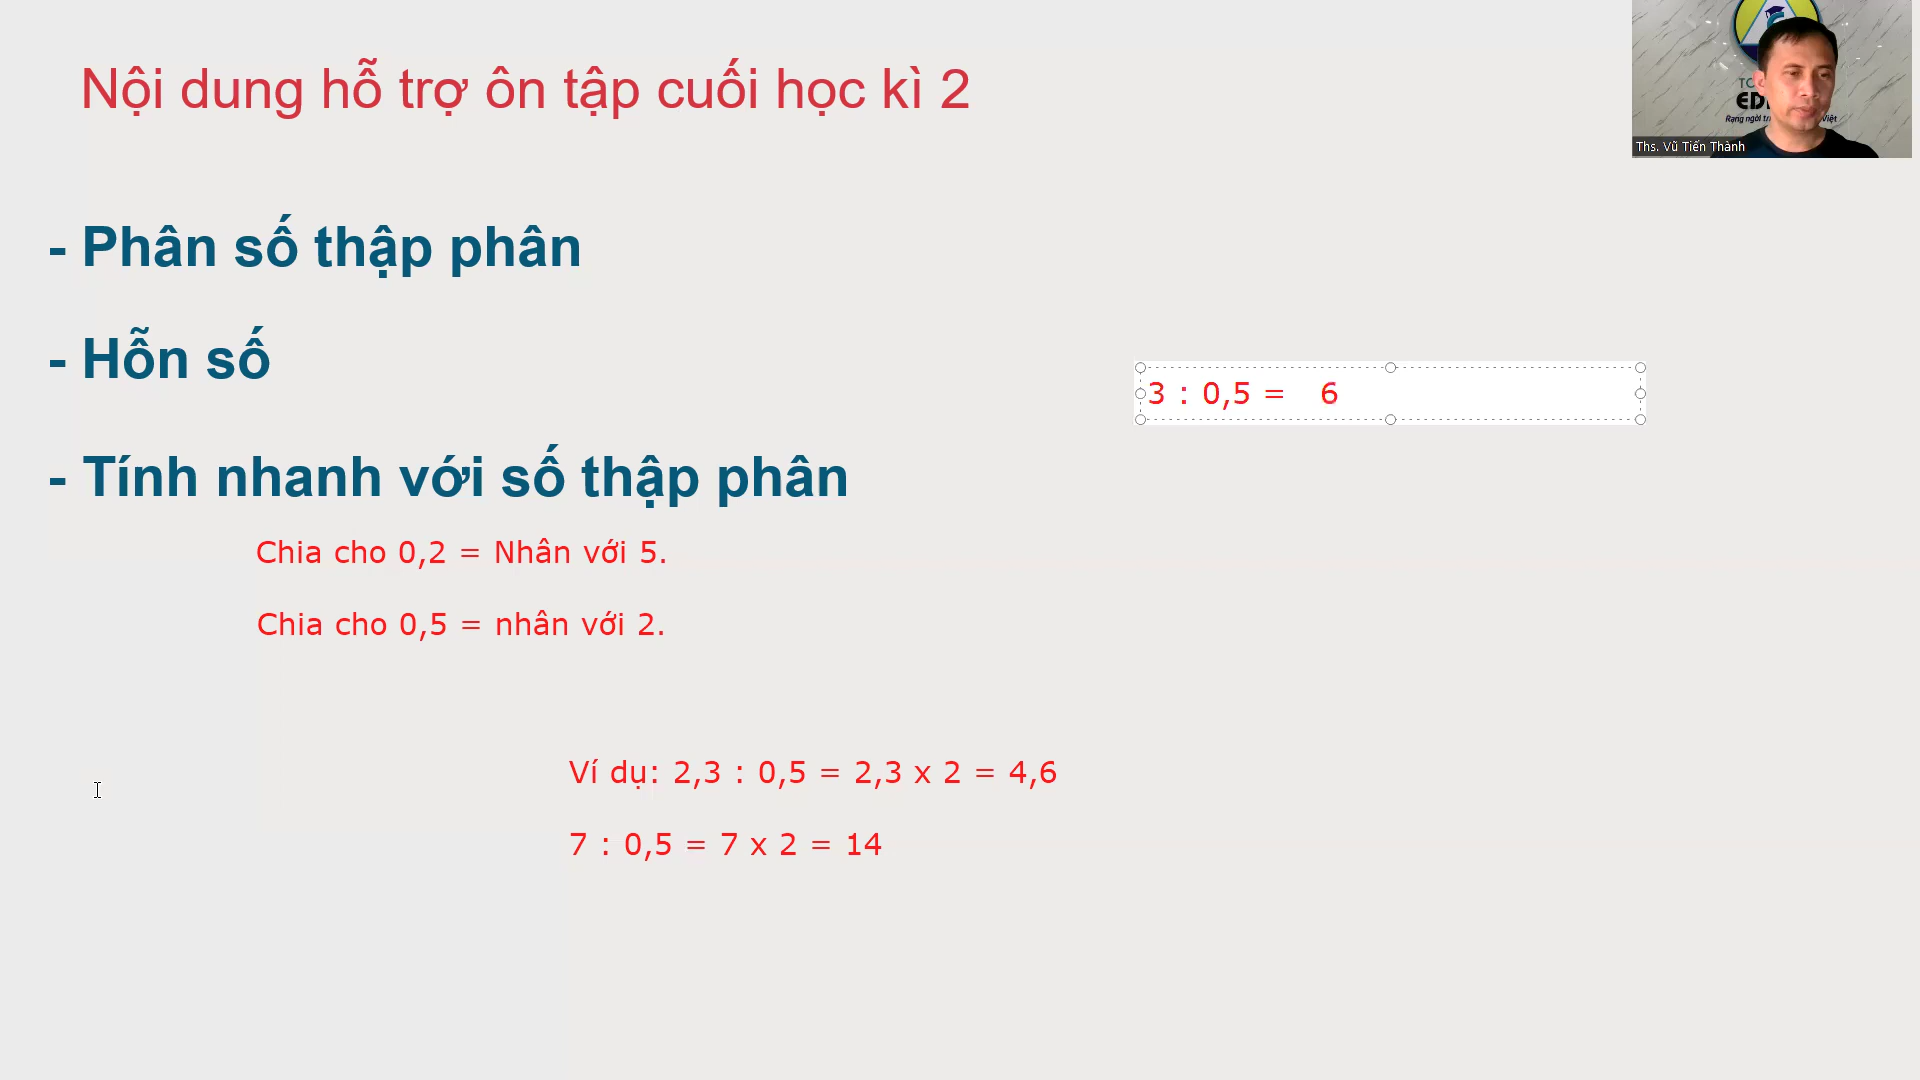 Nội dung hỗ trợ ôn tập cuối học kì 2
- Phân số thập phân
- Hỗn số
- Tính nhanh với số thập phân
Chia cho 0,2 = Nhân với 5.
Chia cho 0,5 = nhân với 2.
Ví dụ: 2,3 : 0,5 = 2,3 x 2 = 4,6
7 : 0,5 = 7 x 2 = 14
3 : 0,5 = 6
Việt
Ths. Vũ Tiến Thành